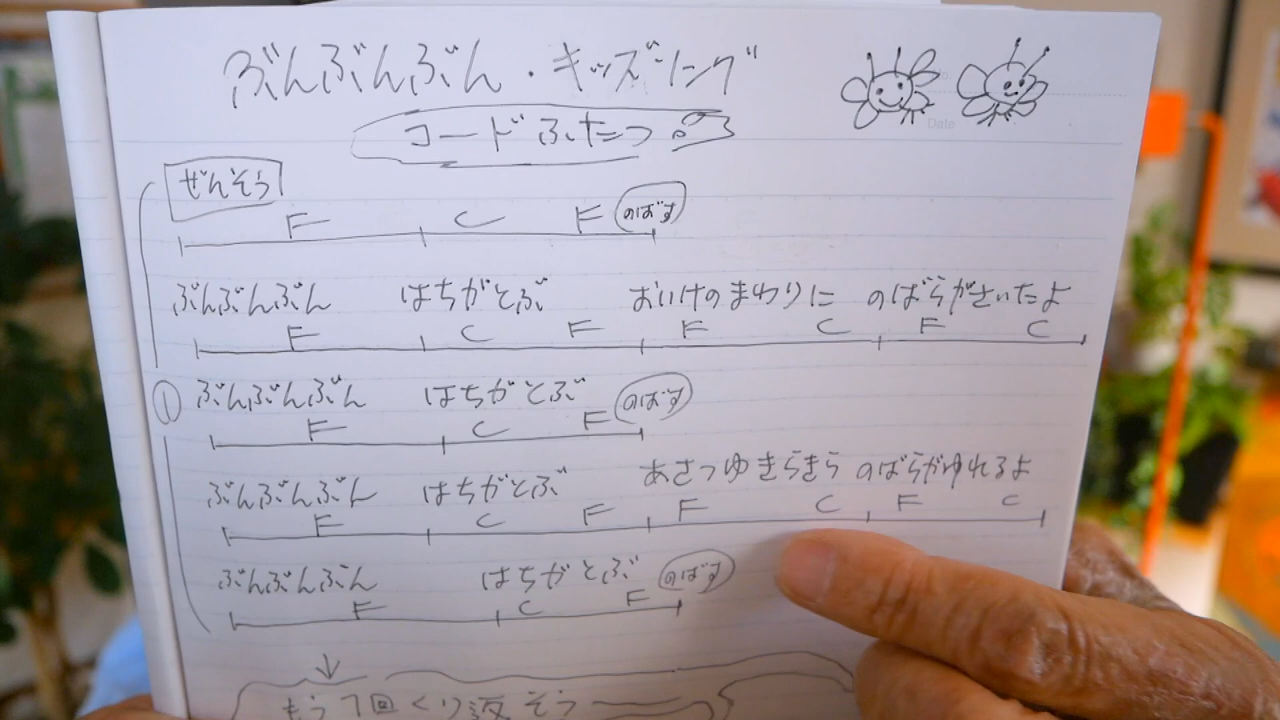 ぶんぶんぶん・キッズソング
コードふたつ
Date
ぜんそう
F C F のばす
ぶんぶんぶん はちがとぶ おいけのまわりに のばらがさいたよ
F C F F C F C
① ぶんぶんぶん はちがとぶ のばす
F C F
ぶんぶんぶん はちがとぶ あさつゆきらきら のばらがゆれるよ
F C F F C F C
ぶんぶんぶん はちがとぶ のばす
F C F
↓
もう1回くり返そう